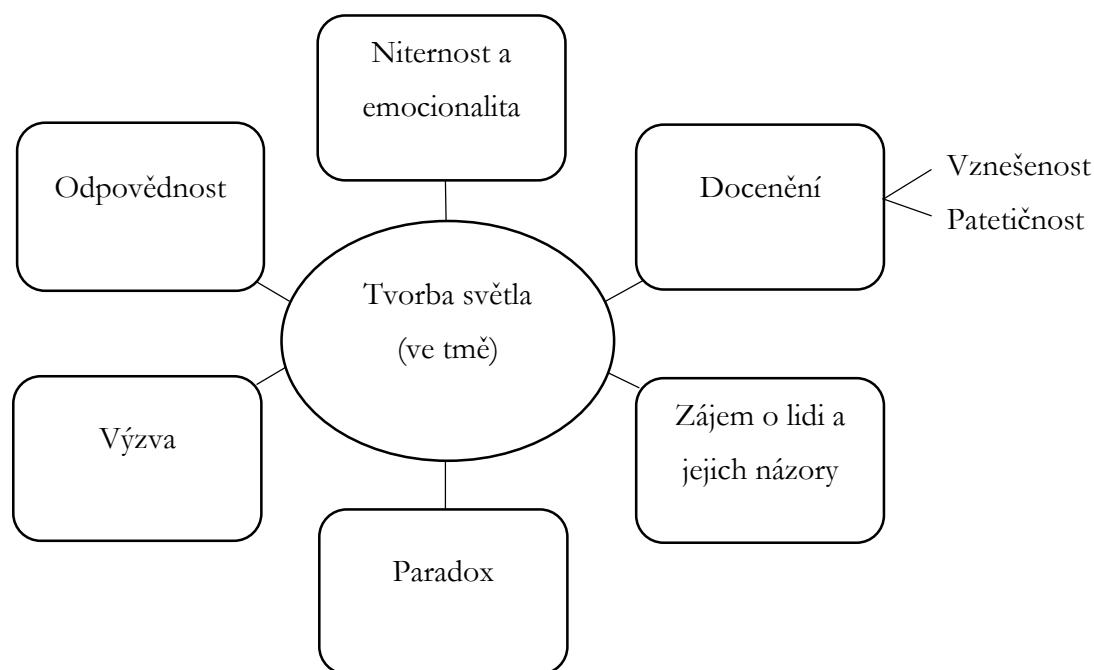 Niternost a
emocionalita
Odpovědnost
Docenění
Vznešenost
Patetičnost
Tvorba světla
(ve tmě)
Výzva
Zájem o lidi a
jejich názory
Paradox